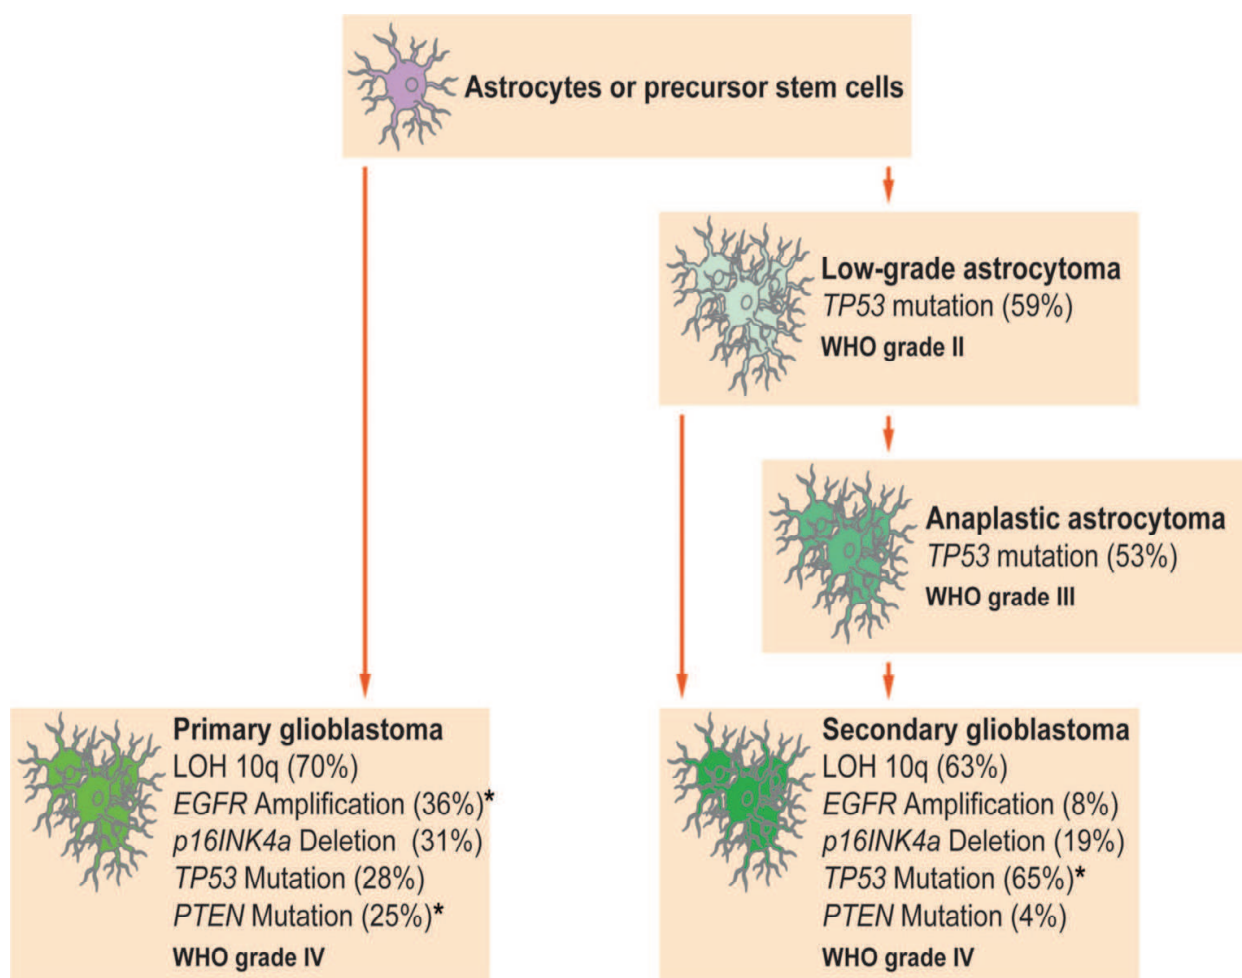 Astrocytes or precursor stem cells
Low-grade astrocytoma
TP53 mutation (59%)
WHO grade II
Anaplastic astrocytoma
TP53 mutation (53%)
WHO grade III
Primary glioblastoma
LOH 10q (70%)
EGFR Amplification (36%)*
p16INK4a Deletion (31%)
TP53 Mutation (28%)
PTEN Mutation (25%)*
WHO grade IV
Secondary glioblastoma
LOH 10q (63%)
EGFR Amplification (8%)
p16INK4a Deletion (19%)
TP53 Mutation (65%)*
PTEN Mutation (4%)
WHO grade IV